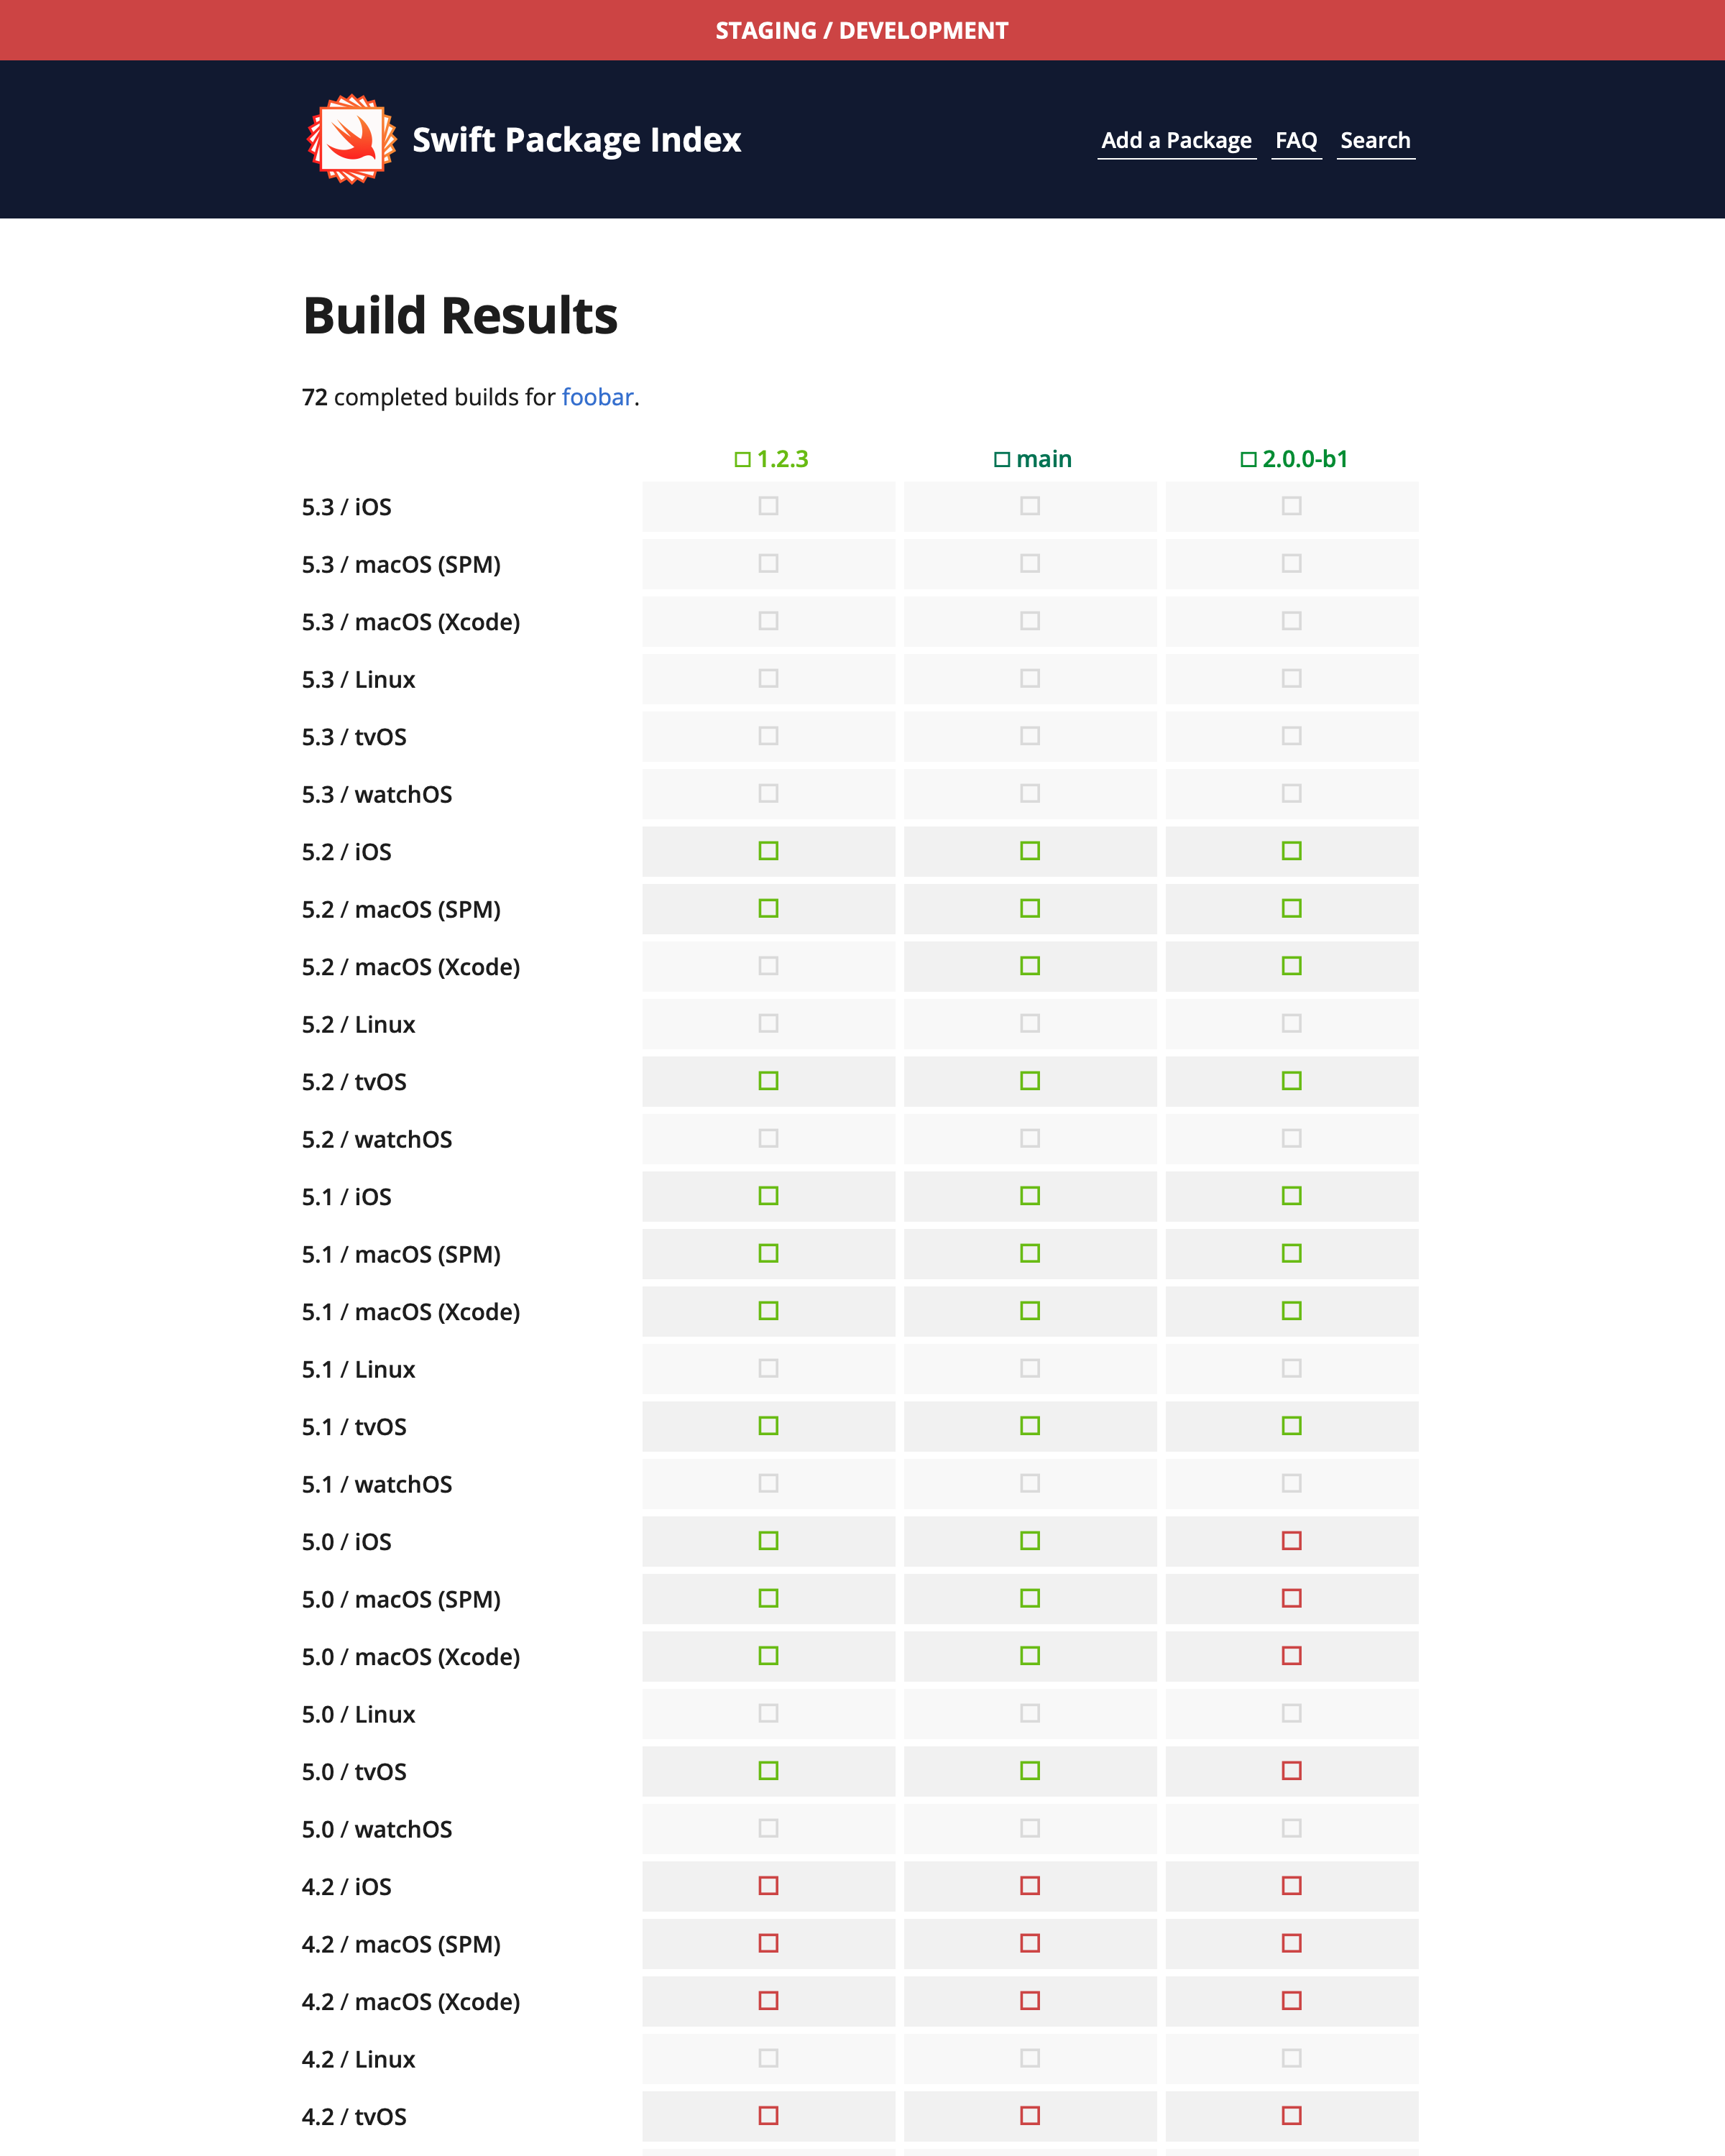 STAGING / DEVELOPMENT
Swift Package Index
Add a Package FAQ Search
Build Results
72 completed builds for foobar.
1.2.3 main 2.0.0-b1
5.3 / iOS
5.3 / macOS (SPM)
5.3 / macOS (Xcode)
5.3 / Linux
5.3 / tvOS
5.3 / watchOS
5.2 / iOS
5.2 / macOS (SPM)
5.2 / macOS (Xcode)
5.2 / Linux
5.2 / tvOS
5.2 / watchOS
5.1 / iOS
5.1 / macOS (SPM)
5.1 / macOS (Xcode)
5.1 / Linux
5.1 / tvOS
5.1 / watchOS
5.0 / iOS
5.0 / macOS (SPM)
5.0 / macOS (Xcode)
5.0 / Linux
5.0 / tvOS
5.0 / watchOS
4.2 / iOS
4.2 / macOS (SPM)
4.2 / macOS (Xcode)
4.2 / Linux
4.2 / tvOS